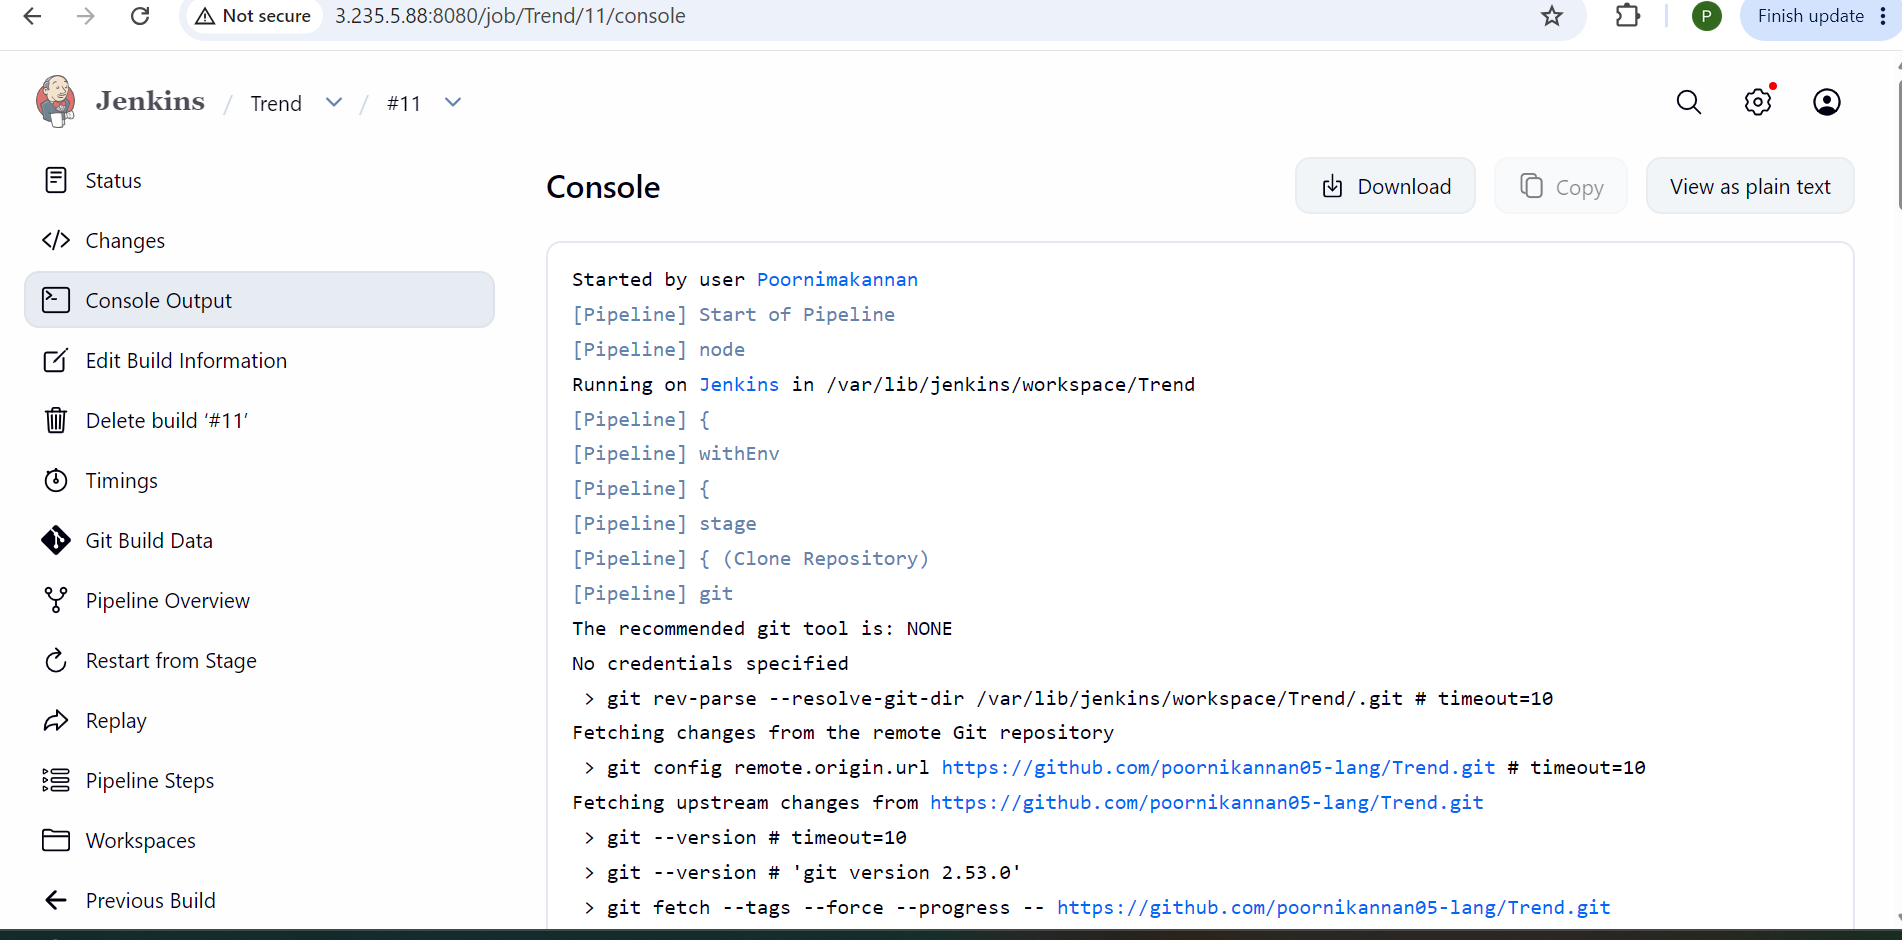 Not secure
3.235.5.88:8080/job/Trend/11/console
P
Finish update
Jenkins / Trend / #11
Status
Changes
Console Output
Edit Build Information
Delete build ‘#11’
Timings
Git Build Data
Pipeline Overview
Restart from Stage
Replay
Pipeline Steps
Workspaces
Previous Build
Console
Download
Copy
View as plain text
Started by user Poornimakannan
[Pipeline] Start of Pipeline
[Pipeline] node
Running on Jenkins in /var/lib/jenkins/workspace/Trend
[Pipeline] {
[Pipeline] withEnv
[Pipeline] {
[Pipeline] stage
[Pipeline] { (Clone Repository)
[Pipeline] git
The recommended git tool is: NONE
No credentials specified
> git rev-parse --resolve-git-dir /var/lib/jenkins/workspace/Trend/.git # timeout=10
Fetching changes from the remote Git repository
> git config remote.origin.url https://github.com/poornikannan05-lang/Trend.git # timeout=10
Fetching upstream changes from https://github.com/poornikannan05-lang/Trend.git
> git --version # timeout=10
> git --version # 'git version 2.53.0'
> git fetch --tags --force --progress -- https://github.com/poornikannan05-lang/Trend.git